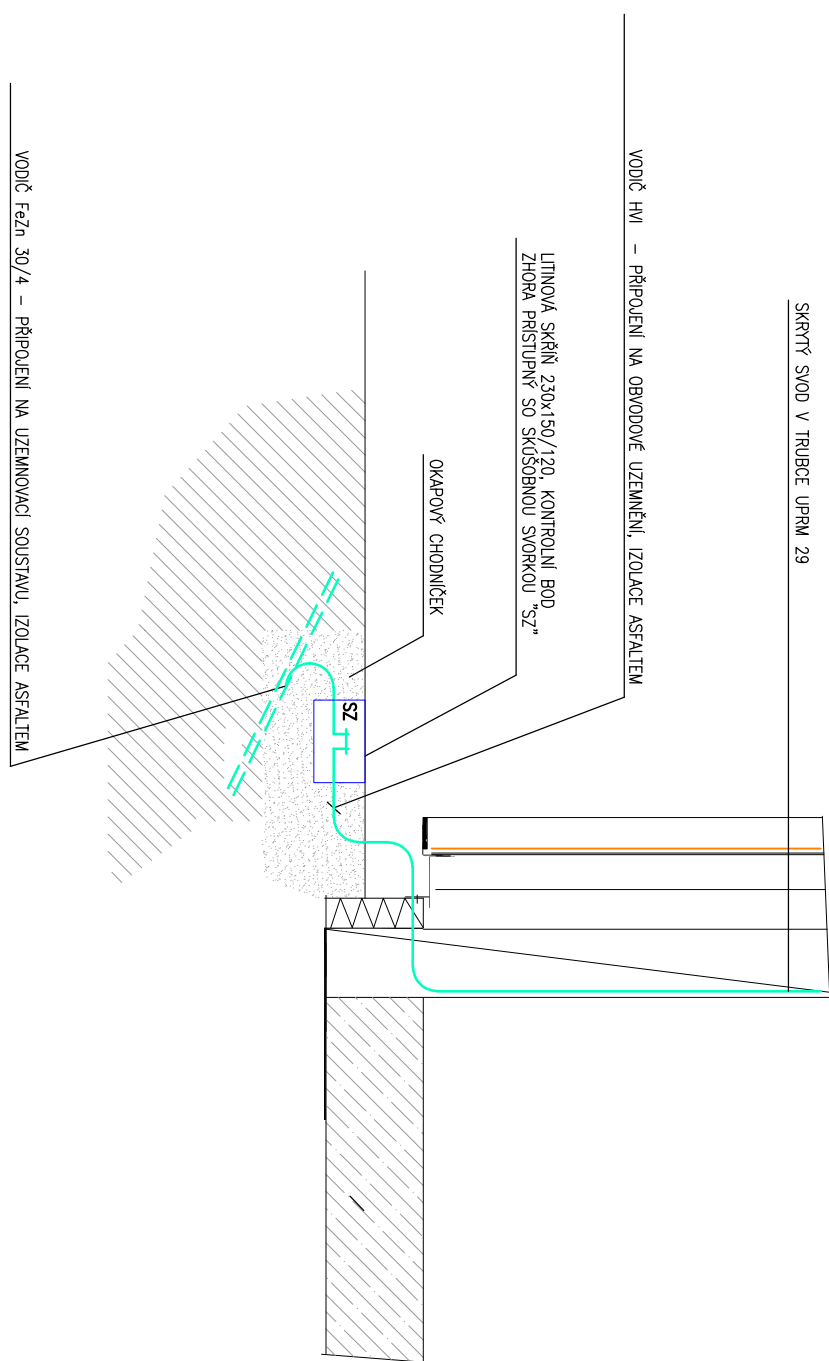 SKRYTÝ SVOD V TRUBCE UPRM 29
VODIČ HVI - PŘIPOJENÍ NA OBVODOVÉ UZEMNĚNÍ, IZOLACE ASFALTEM
LITINOVÁ SKŘÍŇ 230x150/120, KONTROLNÍ BOD
ZHORA PRÍSTUPNÝ SO SKÚŠOBNOU SVORKOU "SZ"
OKAPOVÝ CHODNÍČEK
SZ
VODIČ FeZn 30/4 - PŘIPOJENÍ NA UZEMNOVACÍ SOUSTAVU, IZOLACE ASFALTEM